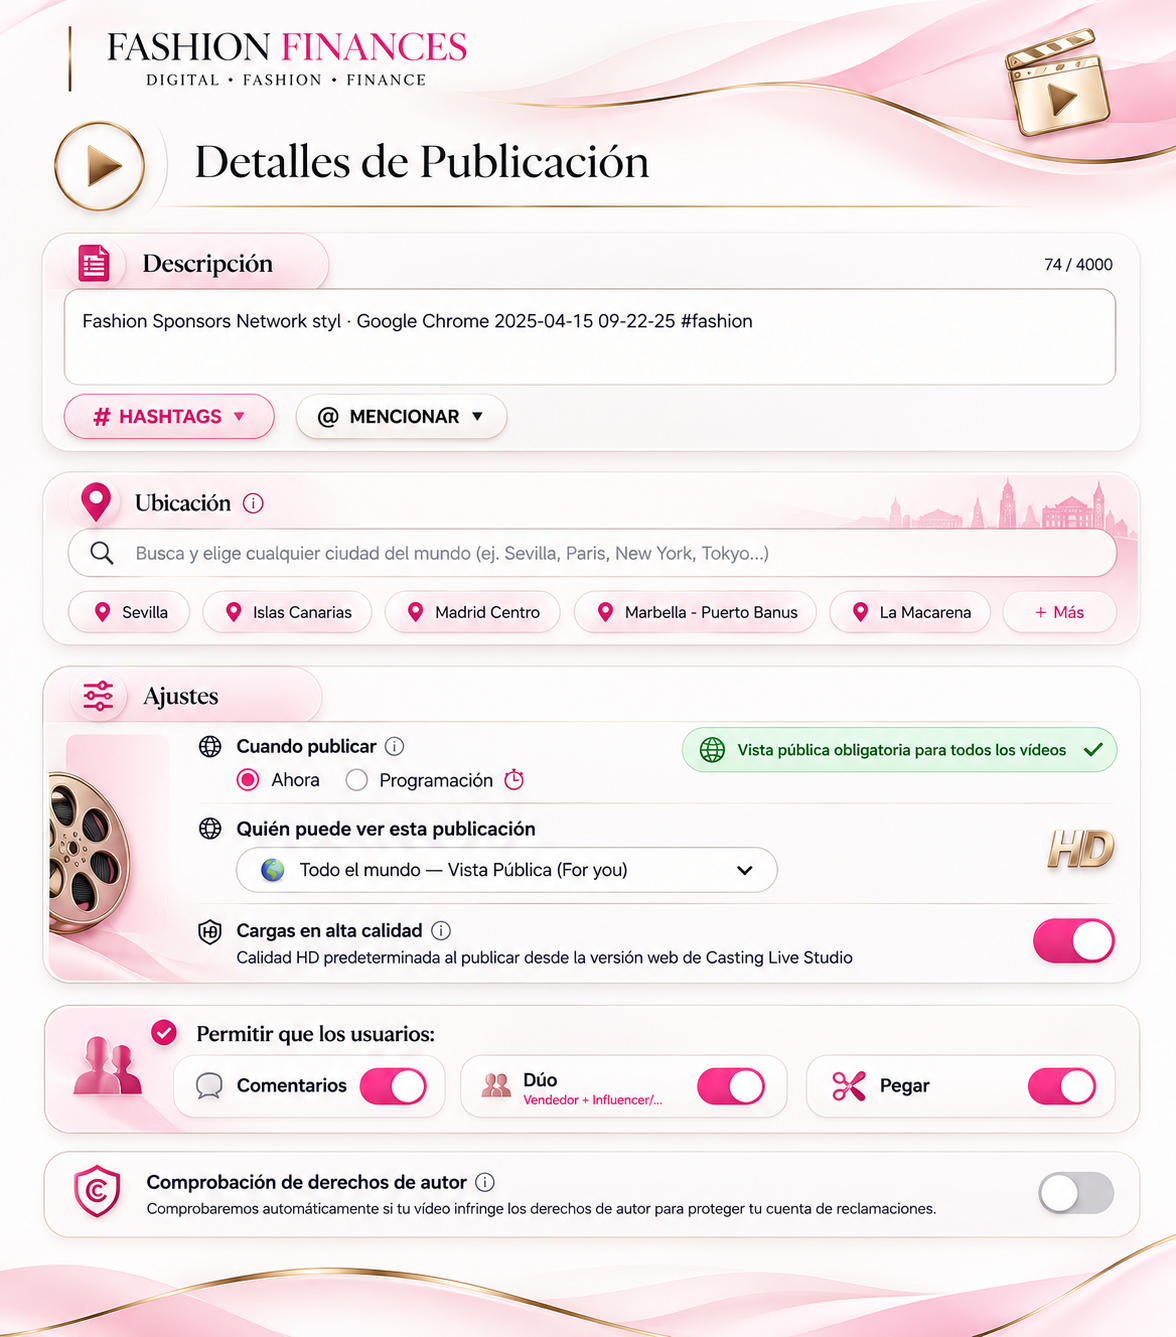 FASHION FINANCES
DIGITAL • FASHION • FINANCE
Detalles de Publicación
Descripción
74 / 4000
Fashion Sponsors Network styl · Google Chrome 2025-04-15 09-22-25 #fashion
# HASHTAGS ▼
@ MENCIONAR ▼
Ubicación
Busca y elige cualquier ciudad del mundo (ej. Sevilla, Paris, New York, Tokyo...)
Sevilla
Islas Canarias
Madrid Centro
Marbella - Puerto Banus
La Macarena
+ Más
Ajustes
Cuando publicar
Vista pública obligatoria para todos los vídeos
Ahora
Programación
Quién puede ver esta publicación
HD
Todo el mundo — Vista Pública (For you)
HD
Cargas en alta calidad
Calidad HD predeterminada al publicar desde la versión web de Casting Live Studio
Permitir que los usuarios:
Comentarios
Dúo
Vendedor + Influencer/...
Pegar
Comprobación de derechos de autor
Comprobaremos automáticamente si tu vídeo infringe los derechos de autor para proteger tu cuenta de reclamaciones.